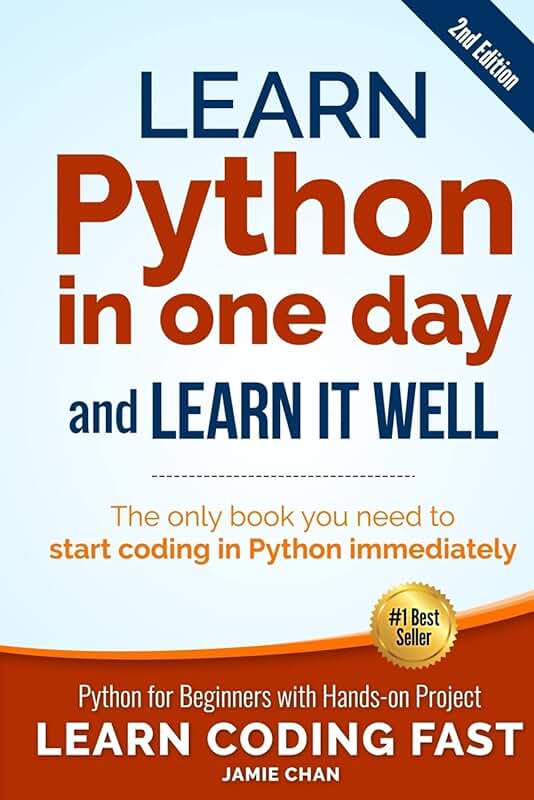 2nd Edition
LEARN
Python
in one day
and LEARN IT WELL
The only book you need to
start coding in Python immediately
#1 Best
Seller
Python for Beginners with Hands-on Project
LEARN CODING FAST
JAMIE CHAN